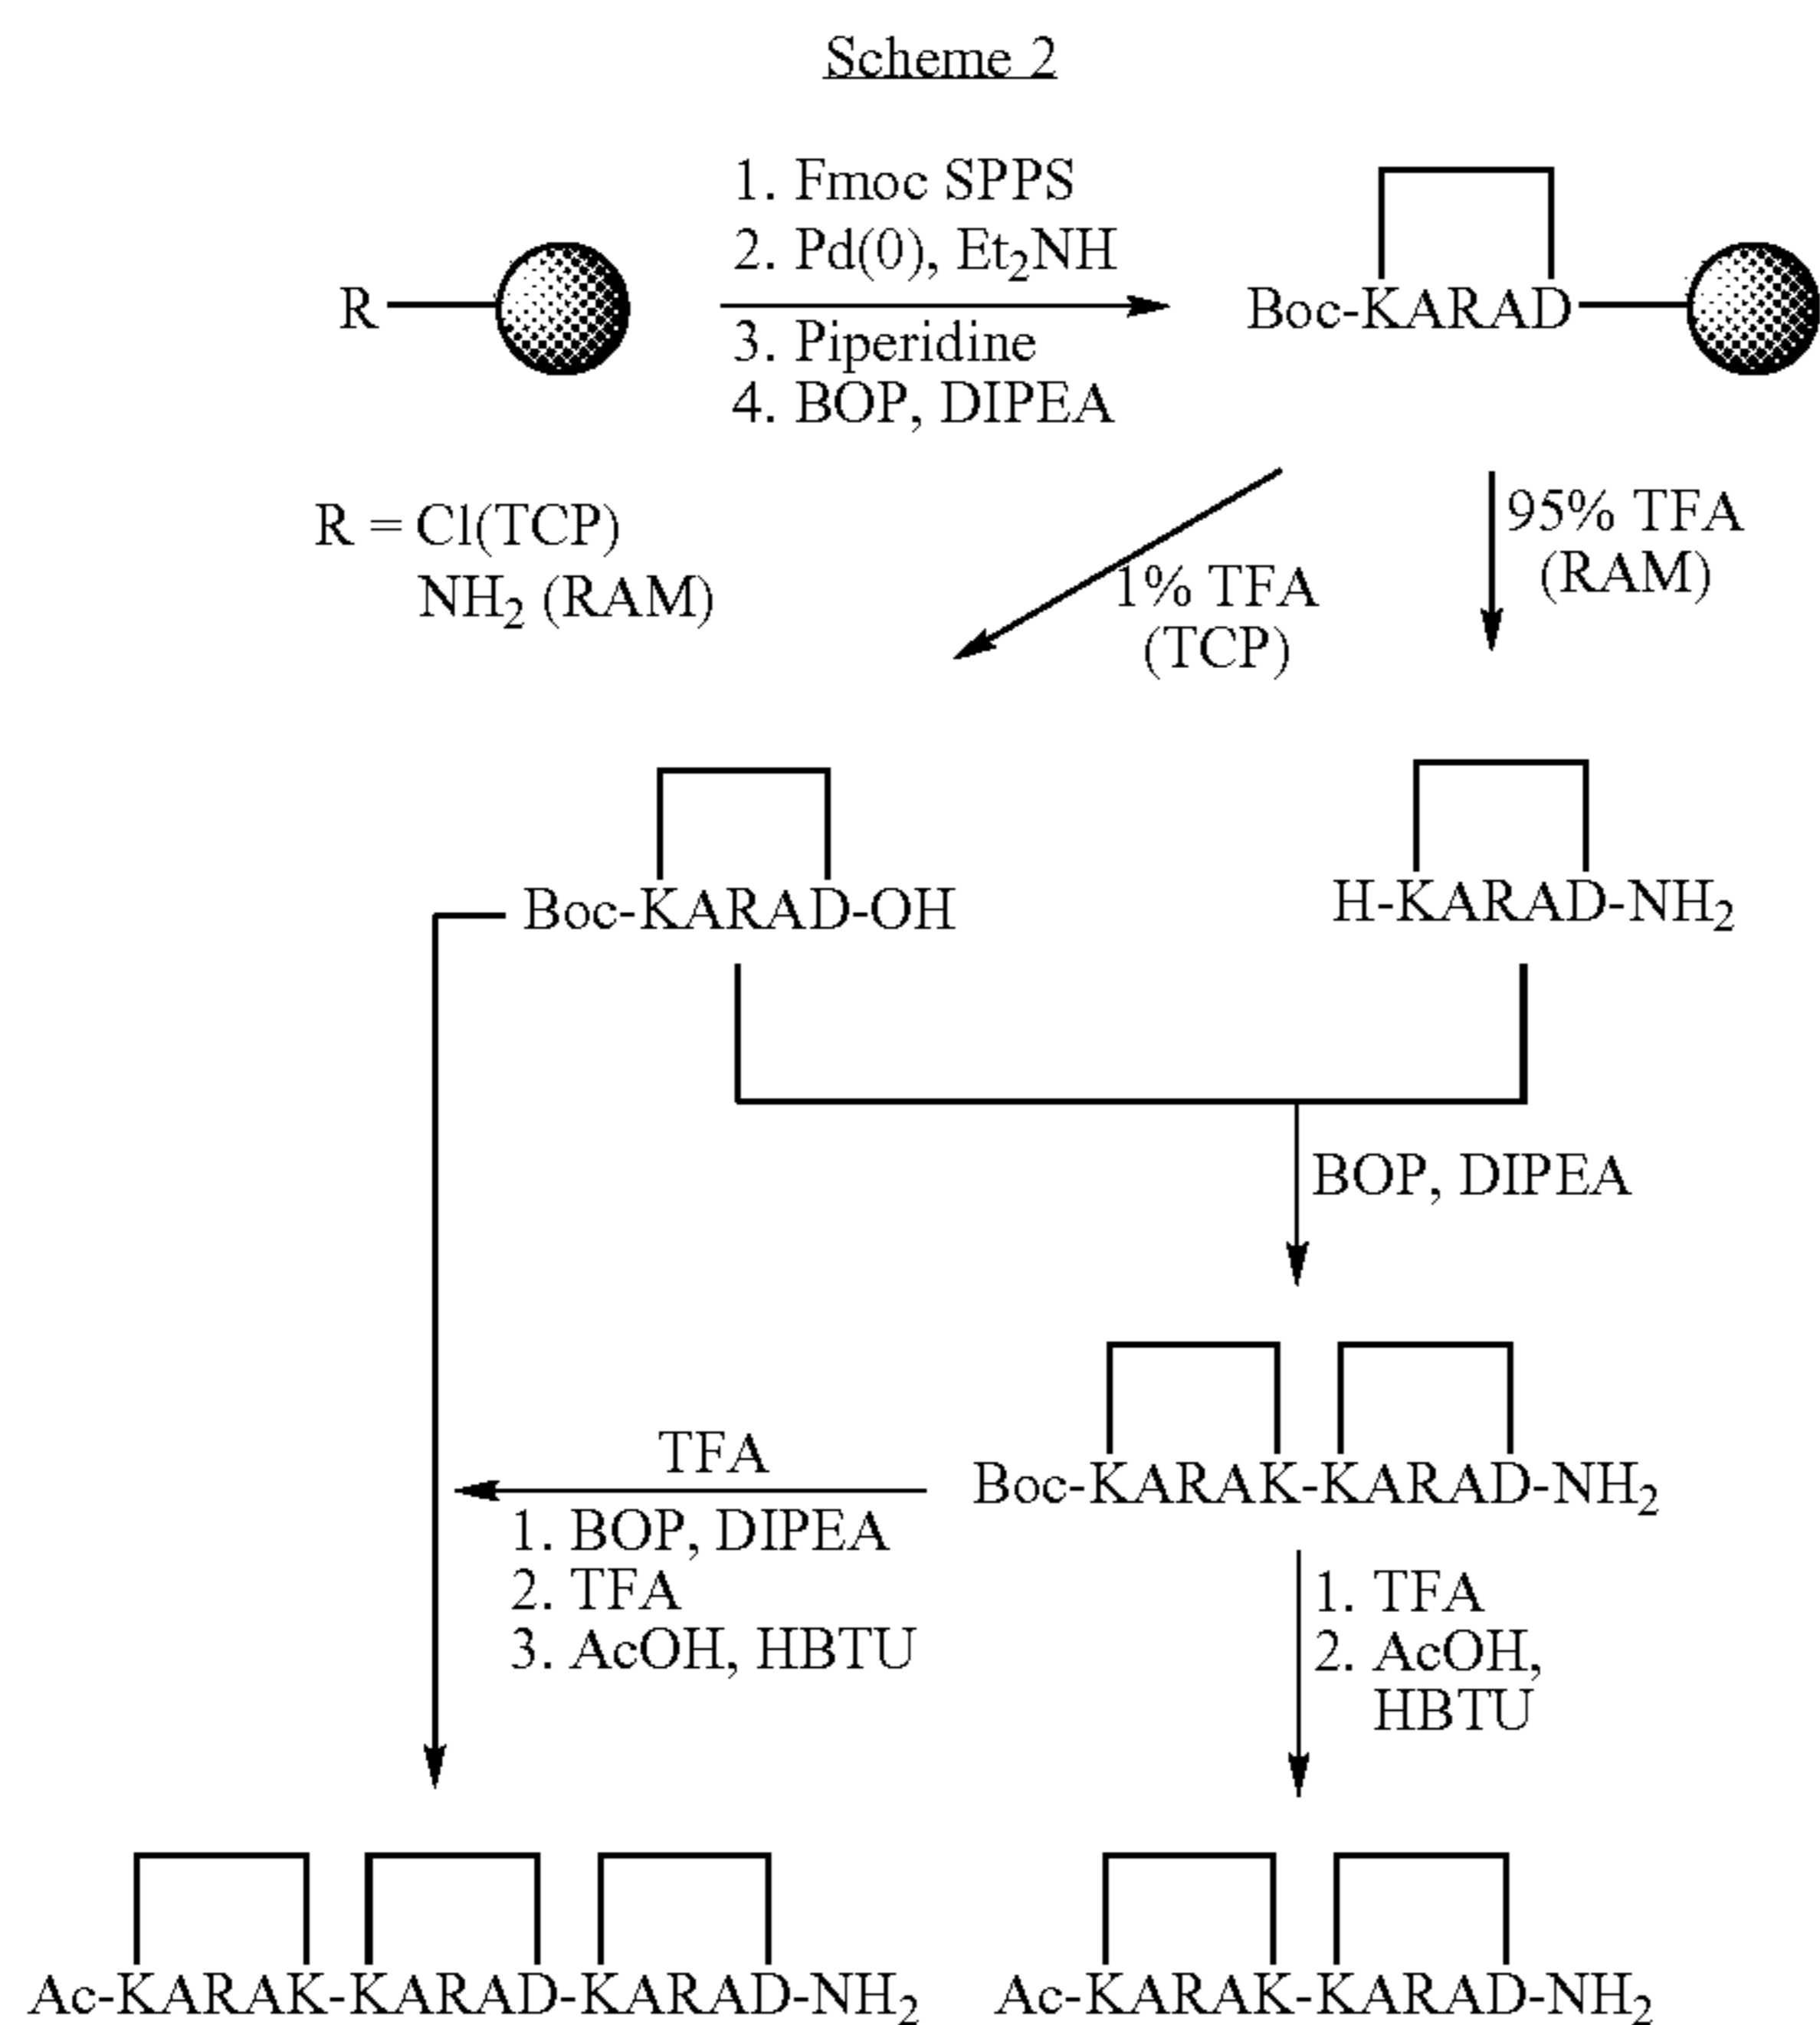 Scheme 2
1. Fmoc SPPS
2. Pd(0), Et₂NH
3. Piperidine
4. BOP, DIPEA
R
Boc-KARAD
R = Cl(TCP)
NH₂ (RAM)
1% TFA
(TCP)
95% TFA
(RAM)
Boc-KARAD-OH
H-KARAD-NH₂
BOP, DIPEA
Boc-KARAK-KARAD-NH₂
TFA
1. BOP, DIPEA
2. TFA
3. AcOH, HBTU
1. TFA
2. AcOH,
HBTU
Ac-KARAK-KARAD-KARAD-NH₂
Ac-KARAK-KARAD-NH₂